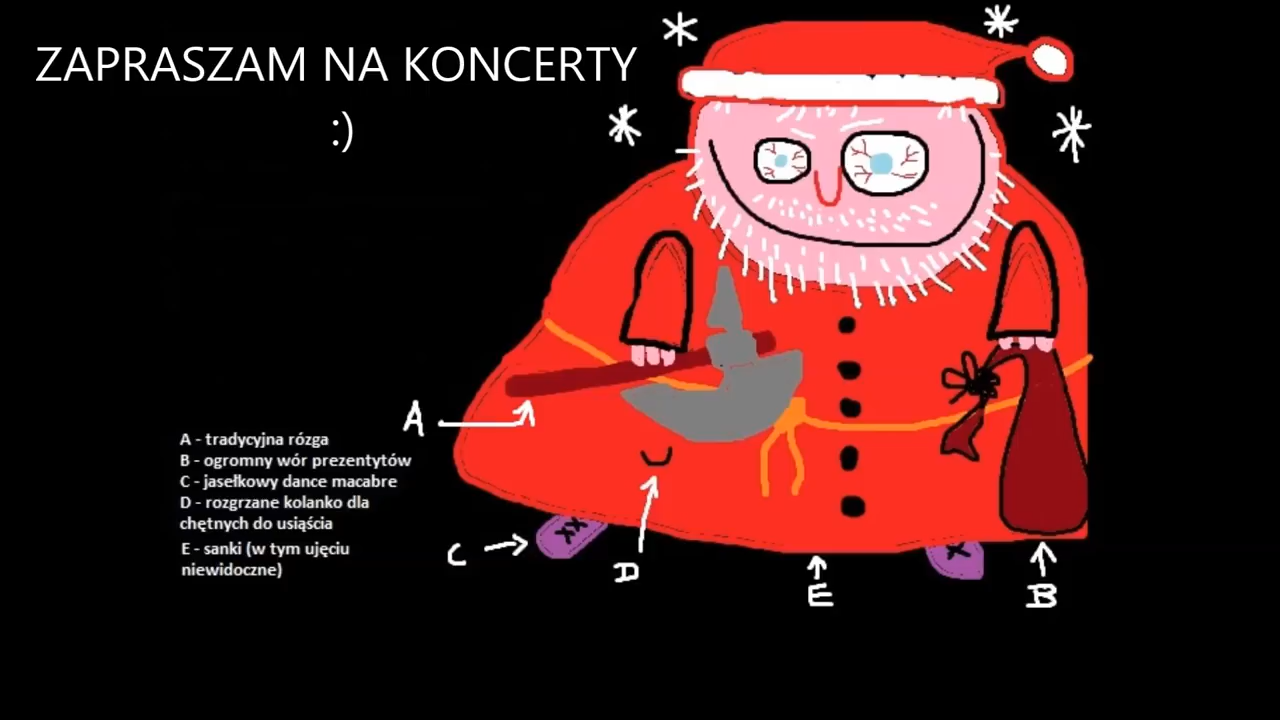 ZAPRASZAM NA KONCERTY
:)
A
A - tradycyjna rózga
B - ogromny wór prezentytów
C - jasełkowy dance macabre
D - rozgrzane kolanko dla
chętnych do usiąścia
E - sanki (w tym ujęciu
niewidoczne)
C
D
E
B